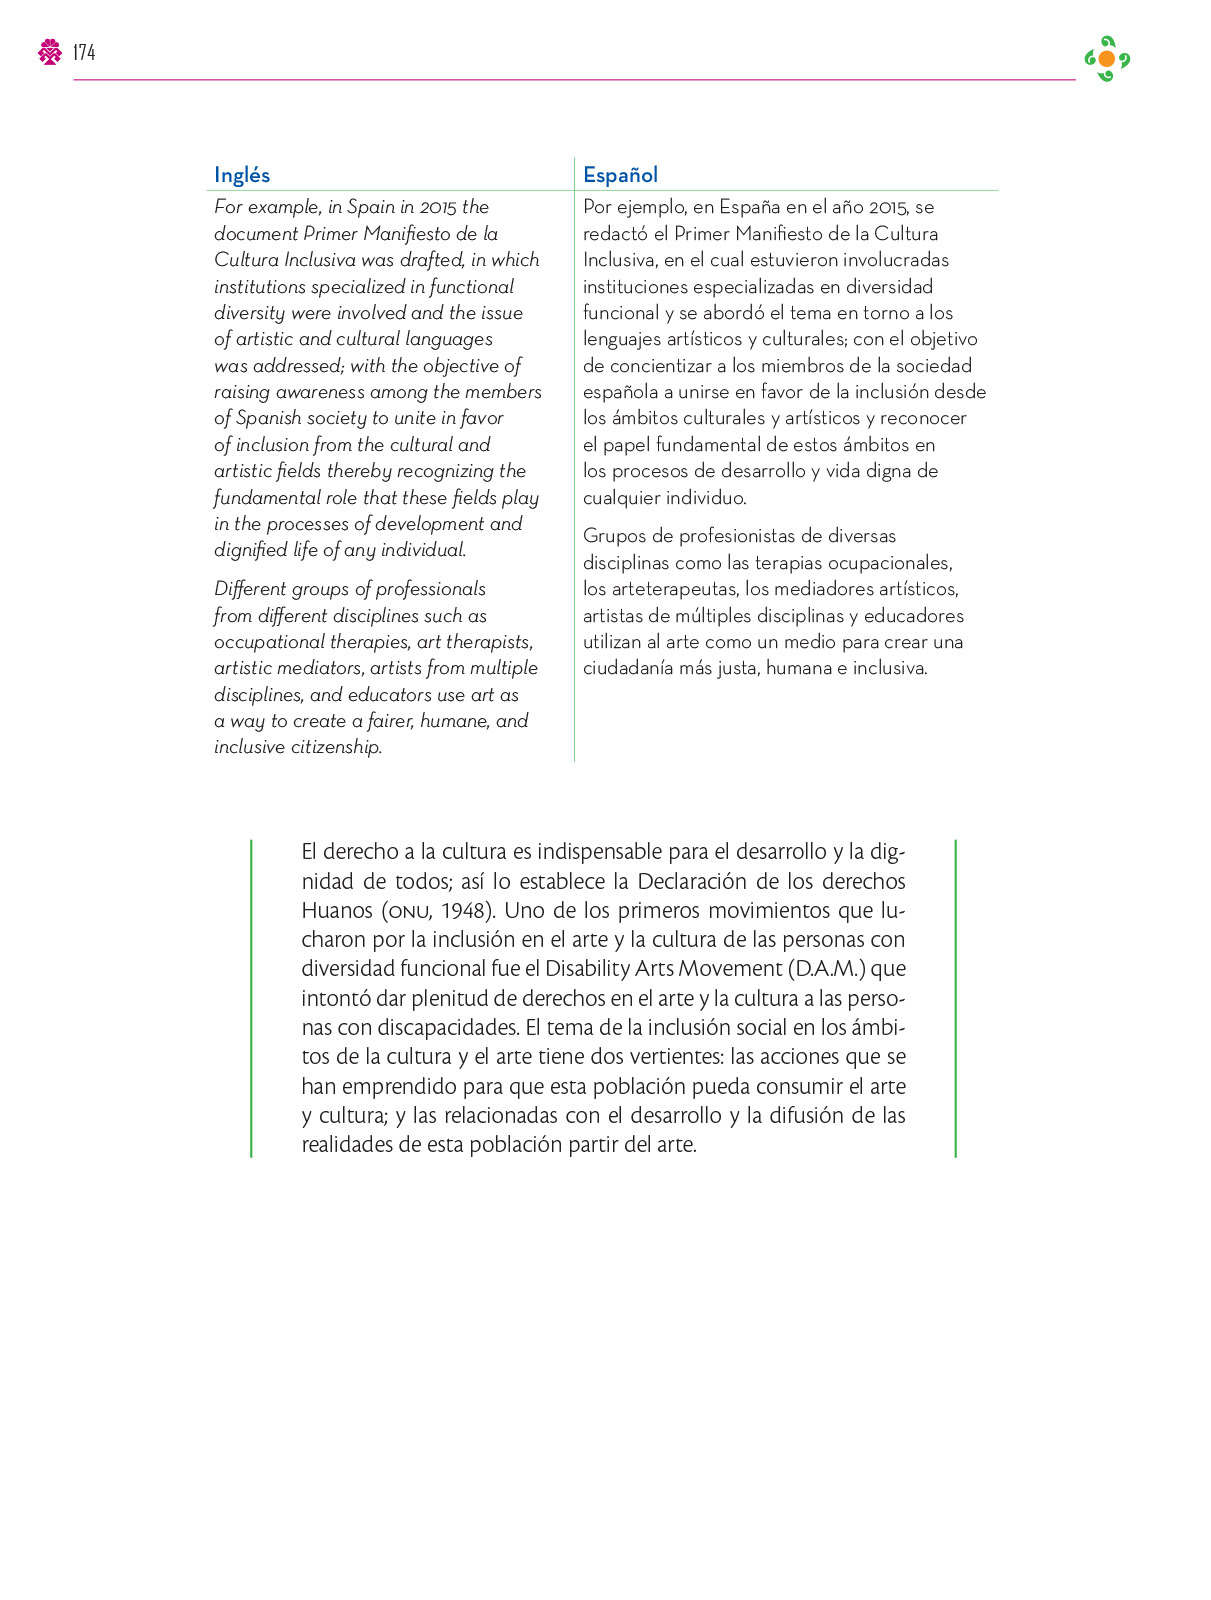 174
Inglés
For example, in Spain in 2015 the
document Primer Manifiesto de la
Cultura Inclusiva was drafted, in which
institutions specialized in functional
diversity were involved and the issue
of artistic and cultural languages
was addressed; with the objective of
raising awareness among the members
of Spanish society to unite in favor
of inclusion from the cultural and
artistic fields thereby recognizing the
fundamental role that these fields play
in the processes of development and
dignified life of any individual.
Different groups of professionals
from different disciplines such as
occupational therapies, art therapists,
artistic mediators, artists from multiple
disciplines, and educators use art as
a way to create a fairer, humane, and
inclusive citizenship.
Español
Por ejemplo, en España en el año 2015, se
redactó el Primer Manifiesto de la Cultura
Inclusiva, en el cual estuvieron involucradas
instituciones especializadas en diversidad
funcional y se abordó el tema en torno a los
lenguajes artísticos y culturales; con el objetivo
de concientizar a los miembros de la sociedad
española a unirse en favor de la inclusión desde
los ámbitos culturales y artísticos y reconocer
el papel fundamental de estos ámbitos en
los procesos de desarrollo y vida digna de
cualquier individuo.
Grupos de profesionistas de diversas
disciplinas como las terapias ocupacionales,
los arteterapeutas, los mediadores artísticos,
artistas de múltiples disciplinas y educadores
utilizan al arte como un medio para crear una
ciudadanía más justa, humana e inclusiva.
El derecho a la cultura es indispensable para el desarrollo y la dig-
nidad de todos; así lo establece la Declaración de los derechos
Huanos (ONU, 1948). Uno de los primeros movimientos que lu-
charon por la inclusión en el arte y la cultura de las personas con
diversidad funcional fue el Disability Arts Movement (D.A.M.) que
intontó dar plenitud de derechos en el arte y la cultura a las perso-
nas con discapacidades. El tema de la inclusión social en los ámbi-
tos de la cultura y el arte tiene dos vertientes: las acciones que se
han emprendido para que esta población pueda consumir el arte
y cultura; y las relacionadas con el desarrollo y la difusión de las
realidades de esta población partir del arte.